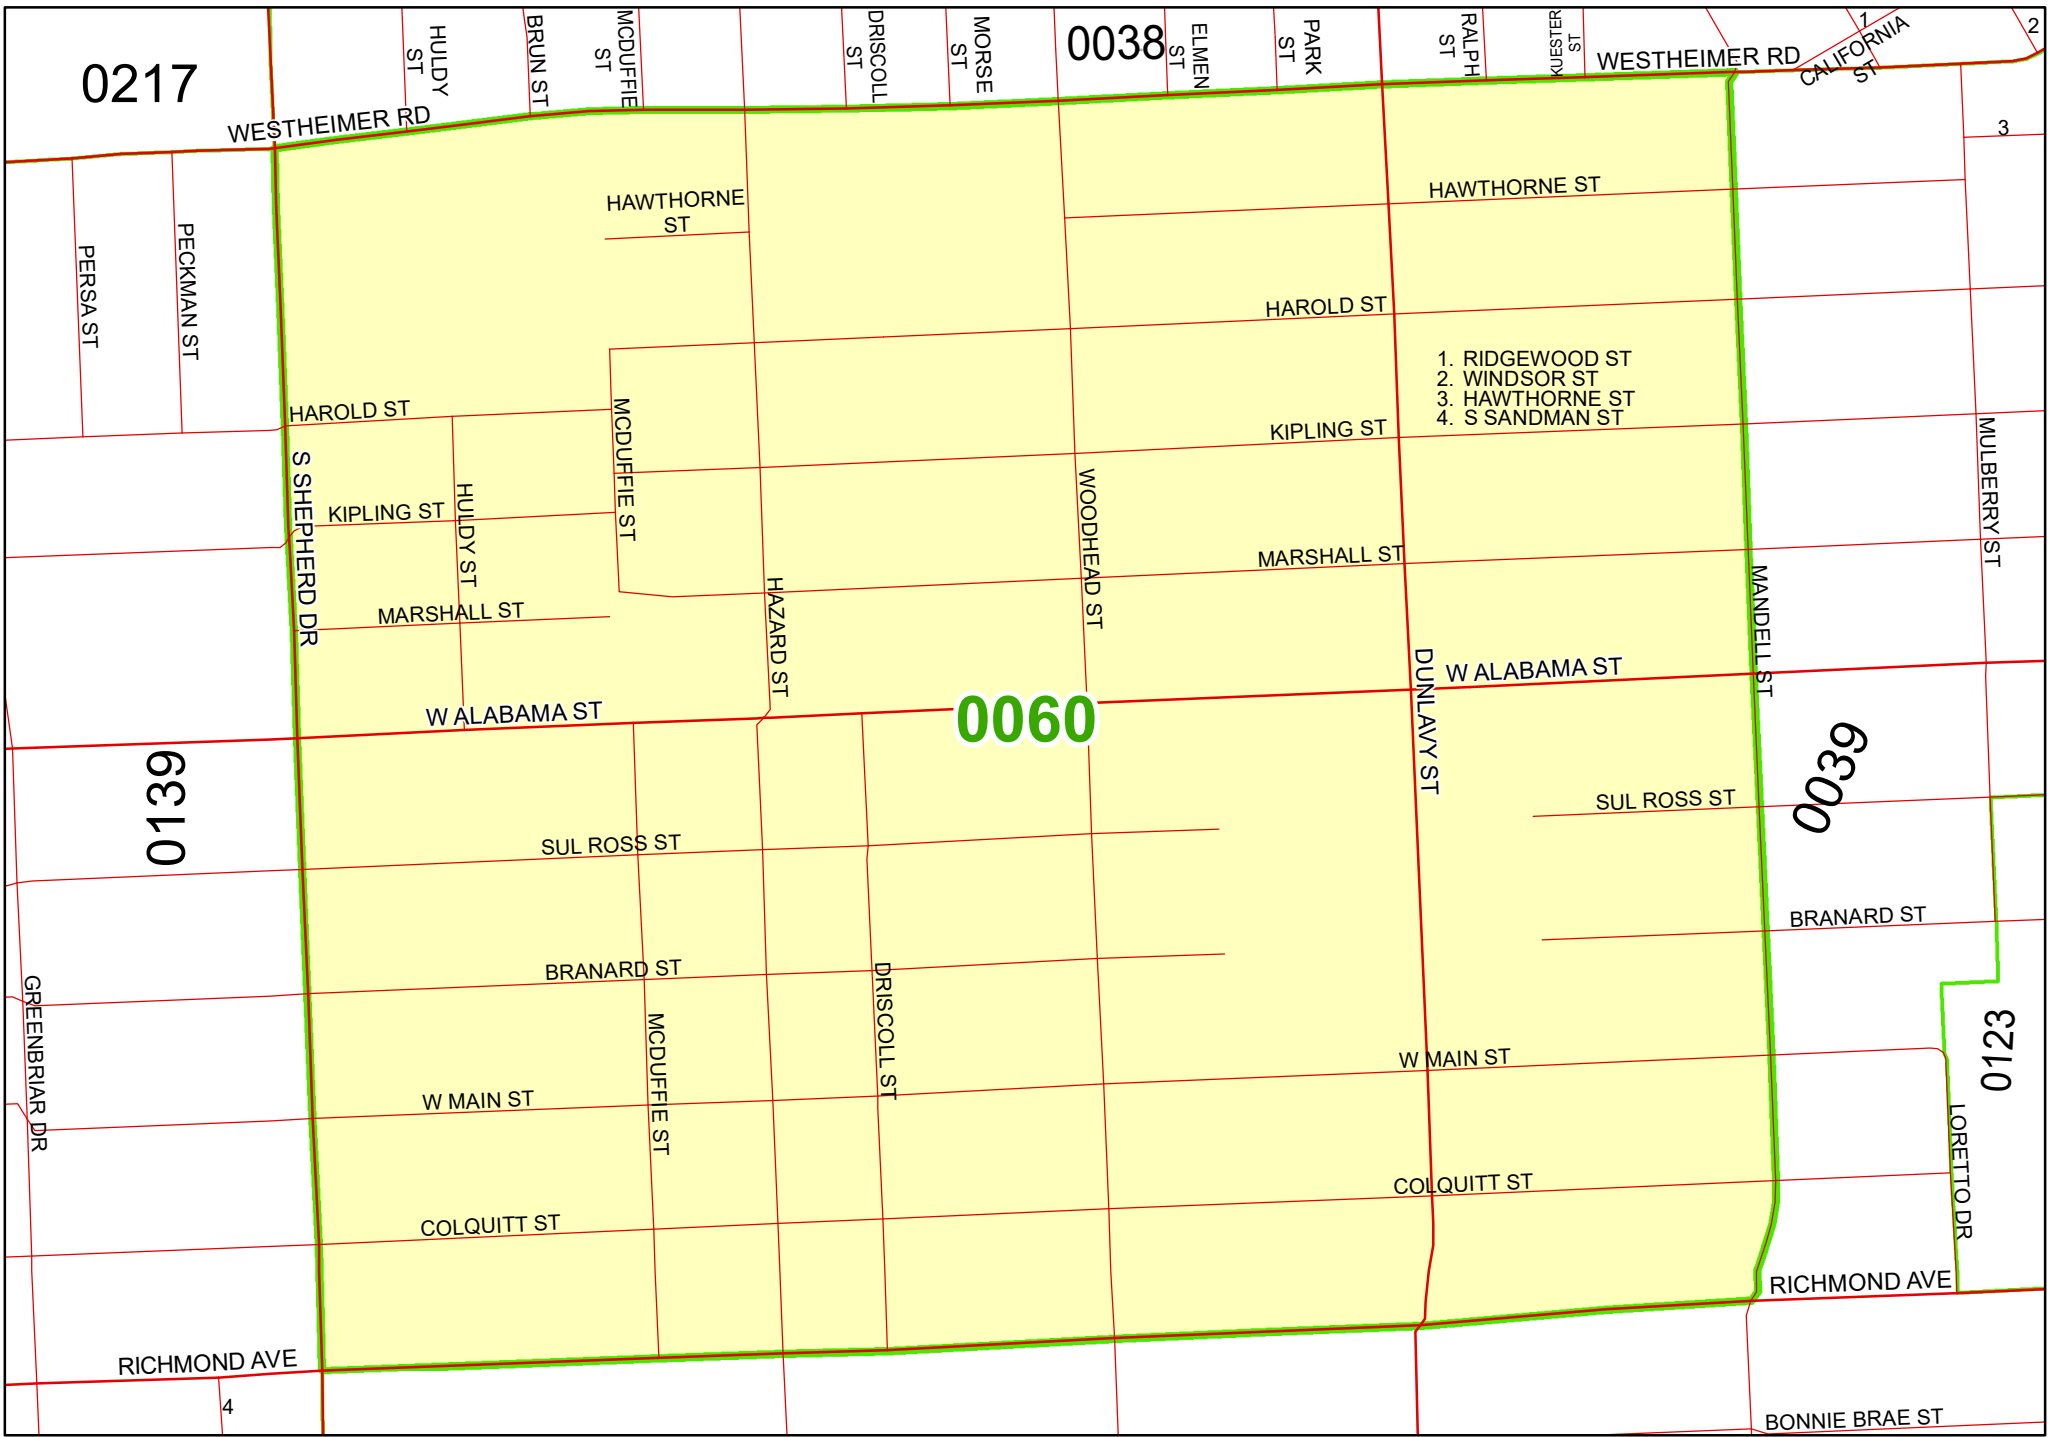 0217
HULDY
ST
BRUN ST
MCDUFFIE
ST
DRISCOLL
ST
MORSE
ST
0038
ELMEN
ST
PARK
ST
RALPH
ST
KUESTER
ST
WESTHEIMER RD
1
CALIFORNIA
ST
2
WESTHEIMER RD
3
HAWTHORNE
ST
HAWTHORNE ST
PERSA ST
PECKMAN ST
HAROLD ST
1. RIDGEWOOD ST
2. WINDSOR ST
3. HAWTHORNE ST
4. S SANDMAN ST
HAROLD ST
MCDUFFIE ST
KIPLING ST
MULBERRY ST
S SHEPHERD DR
KIPLING ST
HULDY ST
WOODHEAD ST
MARSHALL ST
HAZARD ST
MANDELL ST
MARSHALL ST
DUNLAVY ST
W ALABAMA ST
W ALABAMA ST
0060
0139
0039
SUL ROSS ST
SUL ROSS ST
BRANARD ST
BRANARD ST
GREENBRIAR DR
DRISCOLL ST
MCDUFFIE ST
0123
W MAIN ST
W MAIN ST
LORETTO DR
COLQUITT ST
COLQUITT ST
RICHMOND AVE
RICHMOND AVE
4
BONNIE BRAE ST